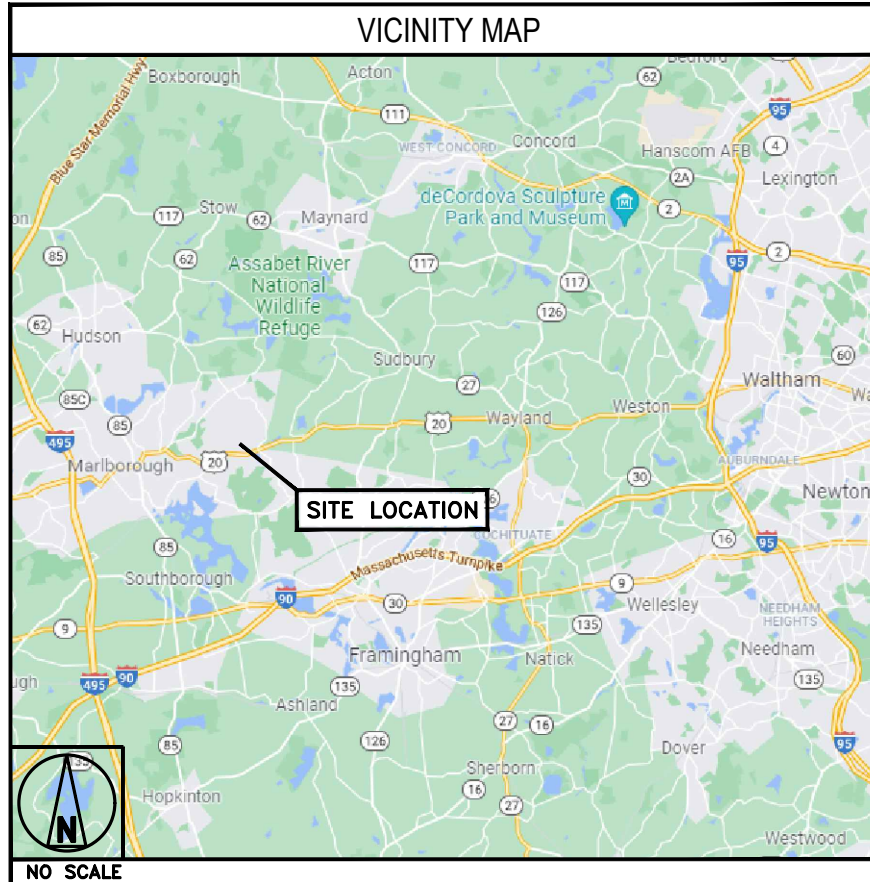 VICINITY MAP
Boxborough
Acton
Bedford
62
95
Blue Star Memorial Hwy
111
WEST CONCORD
Concord
Hanscom AFB
4
Lexington
2A
deCordova Sculpture
Park and Museum
2
117
Stow
62
Maynard
85
62
Assabet River
National
Wildlife
Refuge
117
117
126
95
2
62
Hudson
Sudbury
27
60
Waltham
85C
85
20
Wayland
Weston
495
Marlborough
20
AUBURNDALE
30
Newton
SITE LOCATION
COCHITUATE
16
95
85
Southborough
Massachusetts Turnpike
90
30
9
Wellesley
NEEDHAM
HEIGHTS
9
135
Framingham
Natick
Needham
495
90
Ashland
135
135
27
16
85
126
Dover
95
135
Sherborn
16
27
Hopkinton
Westwood
N
NO SCALE